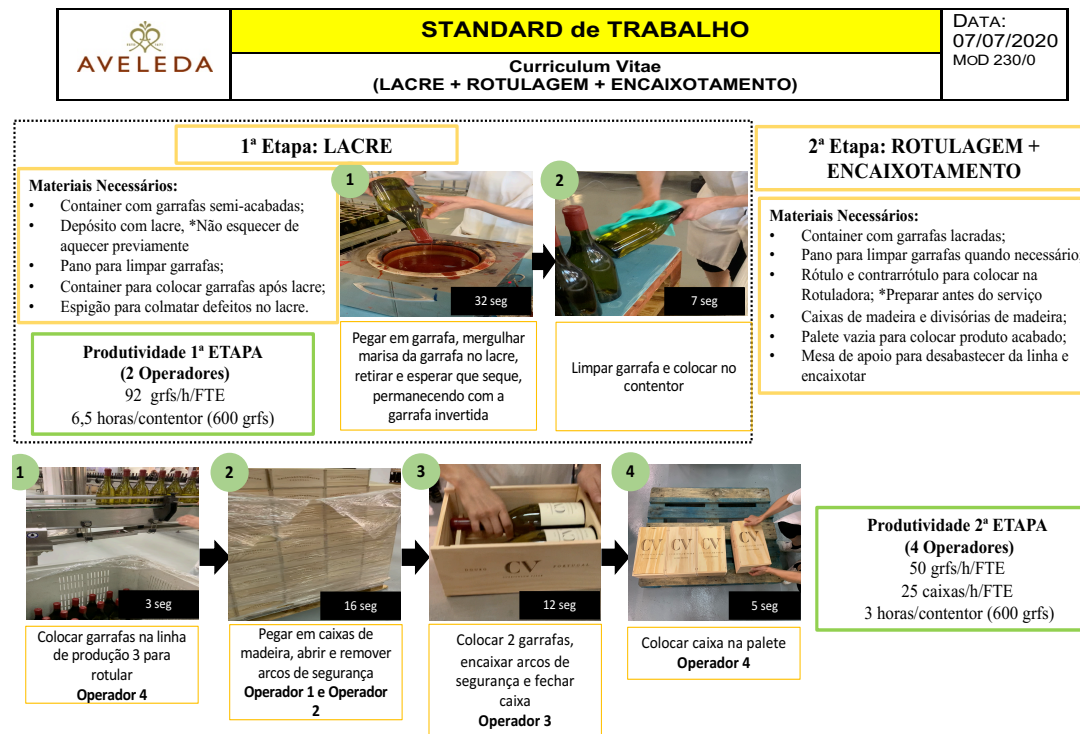 AVELEDA
STANDARD de TRABALHO
Curriculum Vitae
(LACRE + ROTULAGEM + ENCAIXOTAMENTO)
DATA:
07/07/2020
MOD 230/0
1ª Etapa: LACRE
Materiais Necessários:
• Container com garrafas semi-acabadas;
• Depósito com lacre, *Não esquecer de
aquecer previamente
• Pano para limpar garrafas;
• Container para colocar garrafas após lacre;
• Espigão para colmatar defeitos no lacre.
Produtividade 1ª ETAPA
(2 Operadores)
92 grfs/h/FTE
6,5 horas/contentor (600 grfs)
1
32 seg
Pegar em garrafa, mergulhar
marisa da garrafa no lacre,
retirar e esperar que seque,
permanecendo com a
garrafa invertida
2
7 seg
Limpar garrafa e colocar no
contentor
2ª Etapa: ROTULAGEM +
ENCAIXOTAMENTO
Materiais Necessários:
• Container com garrafas lacradas;
• Pano para limpar garrafas quando necessário;
• Rótulo e contrarrótulo para colocar na
Rotuladora; *Preparar antes do serviço
• Caixas de madeira e divisórias de madeira;
• Palete vazia para colocar produto acabado;
• Mesa de apoio para desabastecer da linha e
encaixotar
1
3 seg
Colocar garrafas na linha
de produção 3 para
rotular
Operador 4
2
16 seg
Pegar em caixas de
madeira, abrir e remover
arcos de segurança
Operador 1 e Operador
2
3
CV
12 seg
Colocar 2 garrafas,
encaixar arcos de
segurança e fechar
caixa
Operador 3
4
CV CV CV CV
5 seg
Colocar caixa na palete
Operador 4
Produtividade 2ª ETAPA
(4 Operadores)
50 grfs/h/FTE
25 caixas/h/FTE
3 horas/contentor (600 grfs)